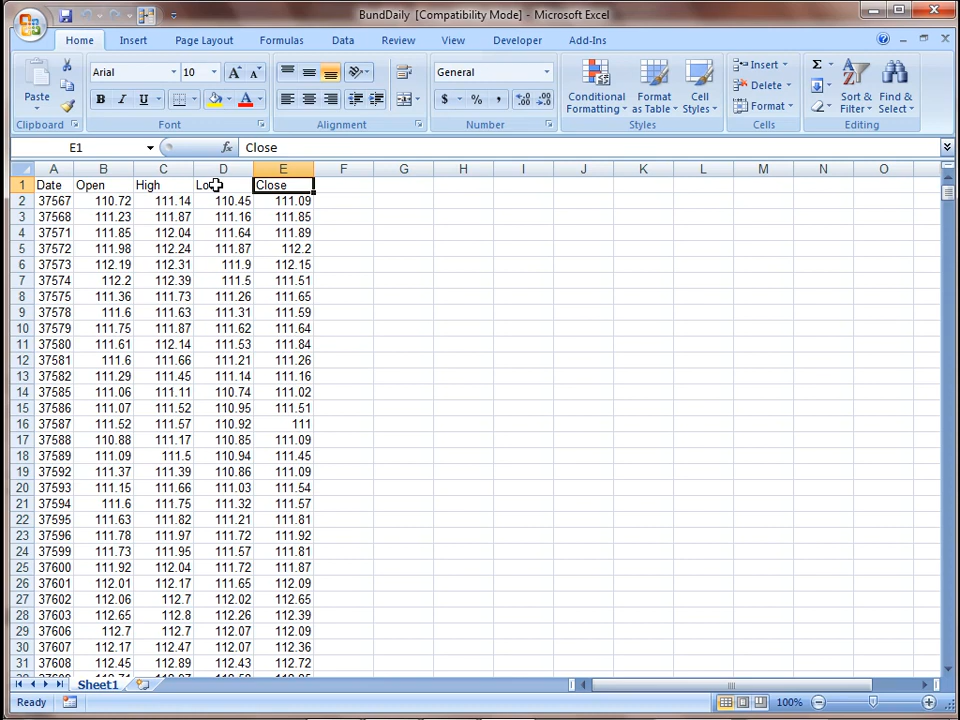 BundDaily [Compatibility Mode] - Microsoft Excel
Home Insert Page Layout Formulas Data Review View Developer Add-Ins
Paste Arial 10 General Conditional Formatting Format as Table Cell Styles Insert Delete Format Sort & Filter Find & Select
B I U $ % ,
Clipboard Font Alignment Number Styles Cells Editing
E1 Close
A B C D E F G H I J K L M N O
1 Date Open High Lo Close
2 37567 110.72 111.14 110.45 111.09
3 37568 111.23 111.87 111.16 111.85
4 37571 111.85 112.04 111.64 111.89
5 37572 111.98 112.24 111.87 112.2
6 37573 112.19 112.31 111.9 112.15
7 37574 112.2 112.39 111.5 111.51
8 37575 111.36 111.73 111.26 111.65
9 37578 111.6 111.63 111.31 111.59
10 37579 111.75 111.87 111.62 111.64
11 37580 111.61 112.14 111.53 111.84
12 37581 111.6 111.66 111.21 111.26
13 37582 111.29 111.45 111.14 111.16
14 37585 111.06 111.11 110.74 111.02
15 37586 111.07 111.52 110.95 111.51
16 37587 111.52 111.57 110.92 111
17 37588 110.88 111.17 110.85 111.09
18 37589 111.09 111.5 110.94 111.45
19 37592 111.37 111.39 110.86 111.09
20 37593 111.15 111.66 111.03 111.54
21 37594 111.6 111.75 111.32 111.57
22 37595 111.63 111.82 111.21 111.81
23 37596 111.78 111.97 111.72 111.92
24 37599 111.73 111.95 111.57 111.81
25 37600 111.92 112.04 111.72 111.87
26 37601 112.01 112.17 111.65 112.09
27 37602 112.06 112.7 112.02 112.65
28 37603 112.65 112.8 112.26 112.39
29 37606 112.7 112.7 112.07 112.09
30 37607 112.17 112.47 112.07 112.36
31 37608 112.45 112.89 112.43 112.72
Sheet1
Ready 100%